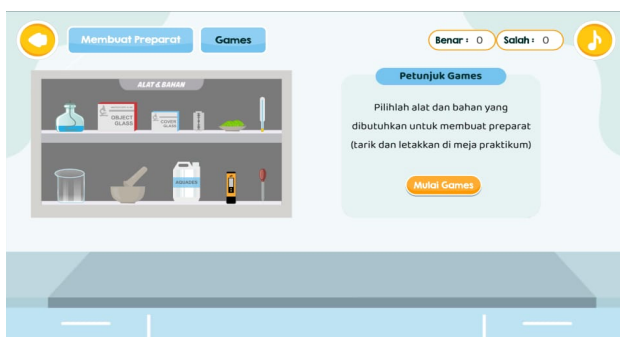 Membuat Preparat
Games
Benar : 0
Salah : 0
ALAT & BAHAN
OBJECT
GLASS
COVER
GLASS
AQUADES
Petunjuk Games
Pilihlah alat dan bahan yang
dibutuhkan untuk membuat preparat
(tarik dan letakkan di meja praktikum)
Mulai Games